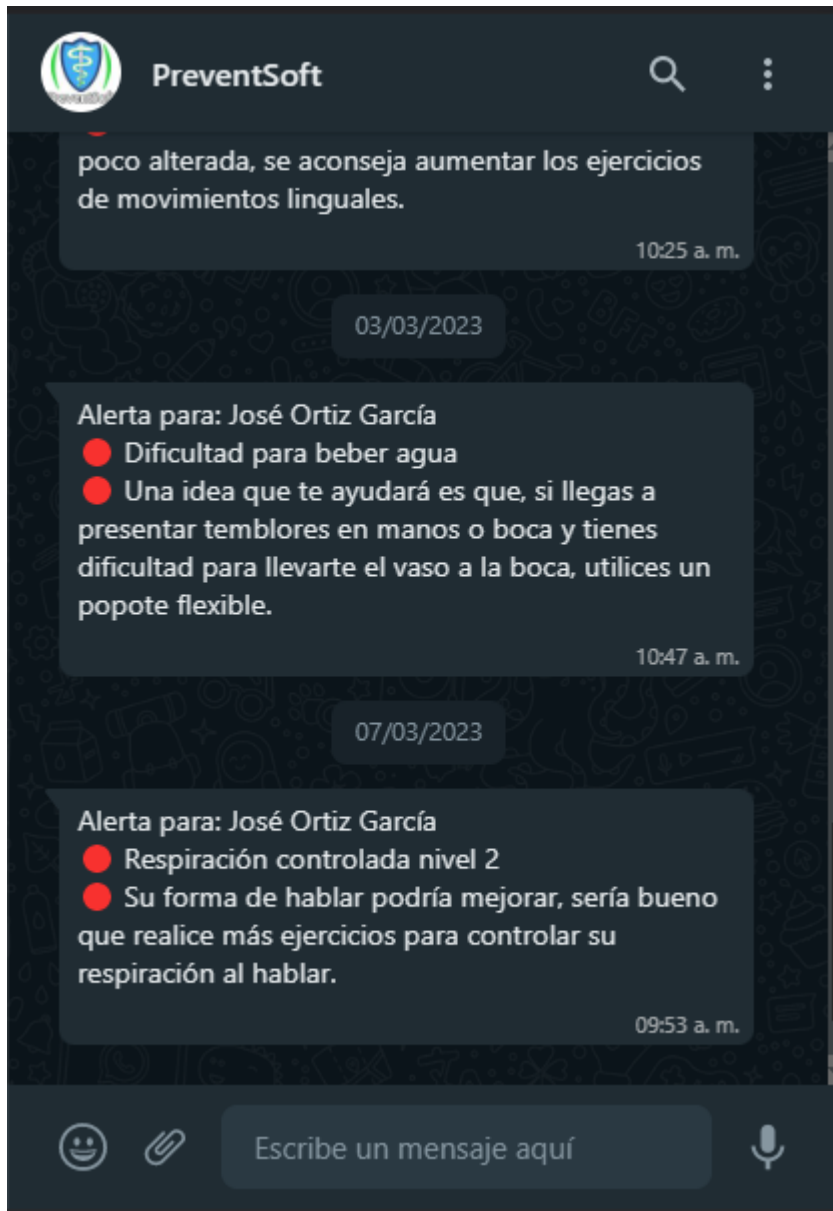 PreventSoft
poco alterada, se aconseja aumentar los ejercicios
de movimientos linguales.
10:25 a. m.
03/03/2023
Alerta para: José Ortiz García
🔴 Dificultad para beber agua
🔴 Una idea que te ayudará es que, si llegas a
presentar temblores en manos o boca y tienes
dificultad para llevarte el vaso a la boca, utilices un
popote flexible.
10:47 a. m.
07/03/2023
Alerta para: José Ortiz García
🔴 Respiración controlada nivel 2
🔴 Su forma de hablar podría mejorar, sería bueno
que realice más ejercicios para controlar su
respiración al hablar.
09:53 a. m.
Escribe un mensaje aquí